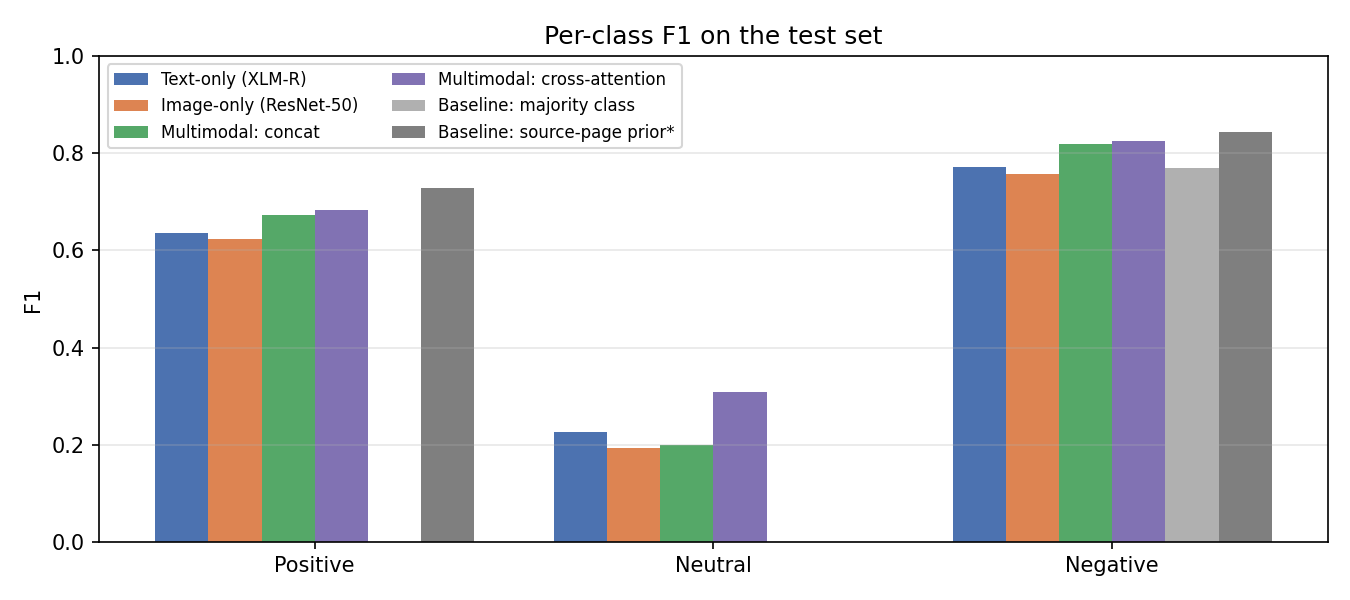 Per-class F1 on the test set
1.0
0.8
0.6
0.4
0.2
0.0
F1
Text-only (XLM-R)
Image-only (ResNet-50)
Multimodal: concat
Multimodal: cross-attention
Baseline: majority class
Baseline: source-page prior*
Positive
Neutral
Negative